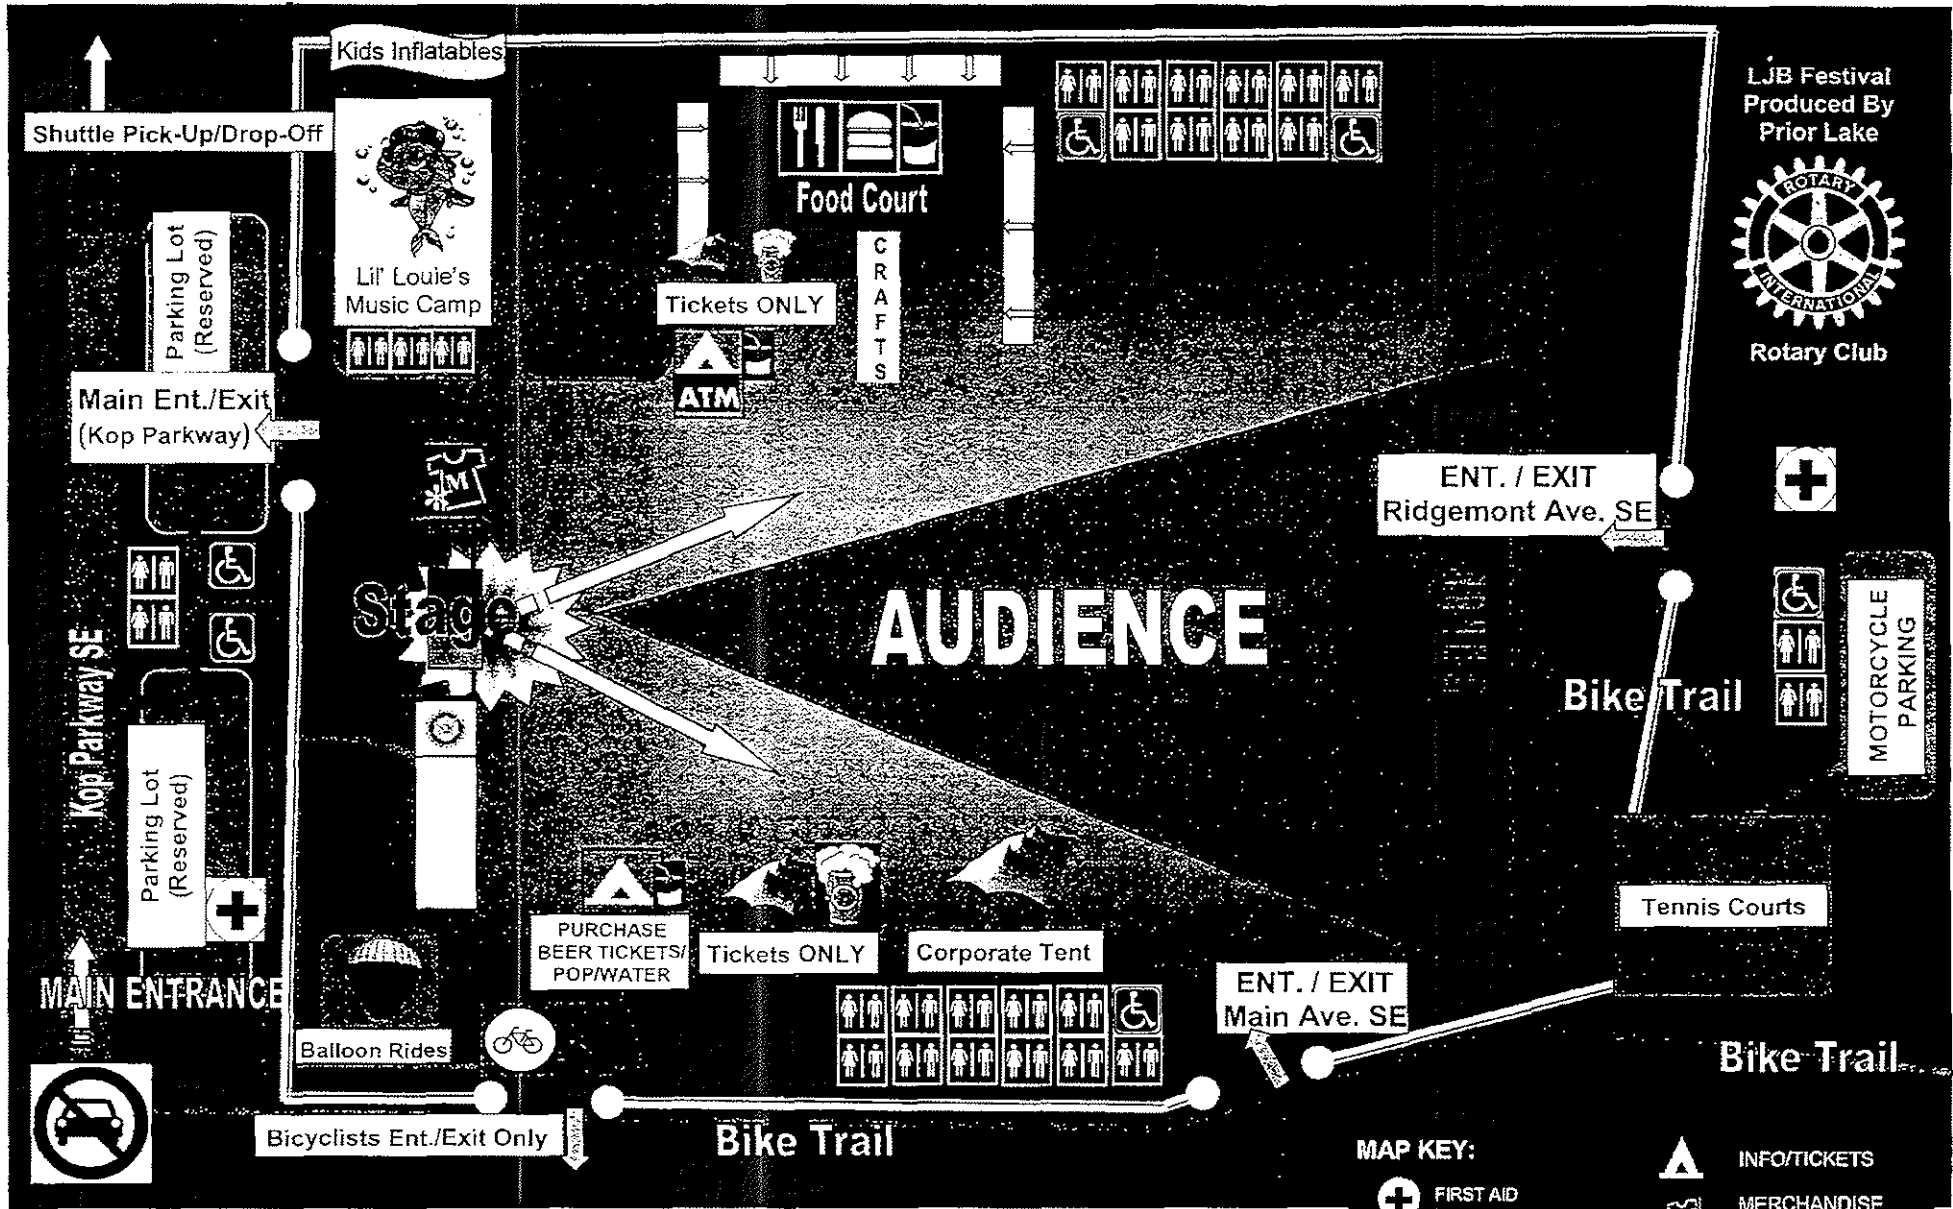 Kids Inflatables
Shuttle Pick-Up/Drop-Off
LJB Festival
Produced By
Prior Lake
ROTARY
INTERNATIONAL
Rotary Club
Food Court
Parking Lot
(Reserved)
Lil' Louie's
Music Camp
Tickets ONLY
CRAFTS
ATM
Main Ent./Exit
(Kop Parkway)
M
ENT. / EXIT
Ridgemont Ave. SE
Stage
AUDIENCE
Bike Trail
MOTORCYCLE
PARKING
Kop Parkway SE
Parking Lot
(Reserved)
Tennis Courts
PURCHASE
BEER TICKETS/
POP/WATER
Tickets ONLY
Corporate Tent
MAIN ENTRANCE
ENT. / EXIT
Main Ave. SE
Balloon Rides
Bike Trail
Bicyclists Ent./Exit Only
Bike Trail
MAP KEY:
INFO/TICKETS
FIRST AID
MERCHANDISE